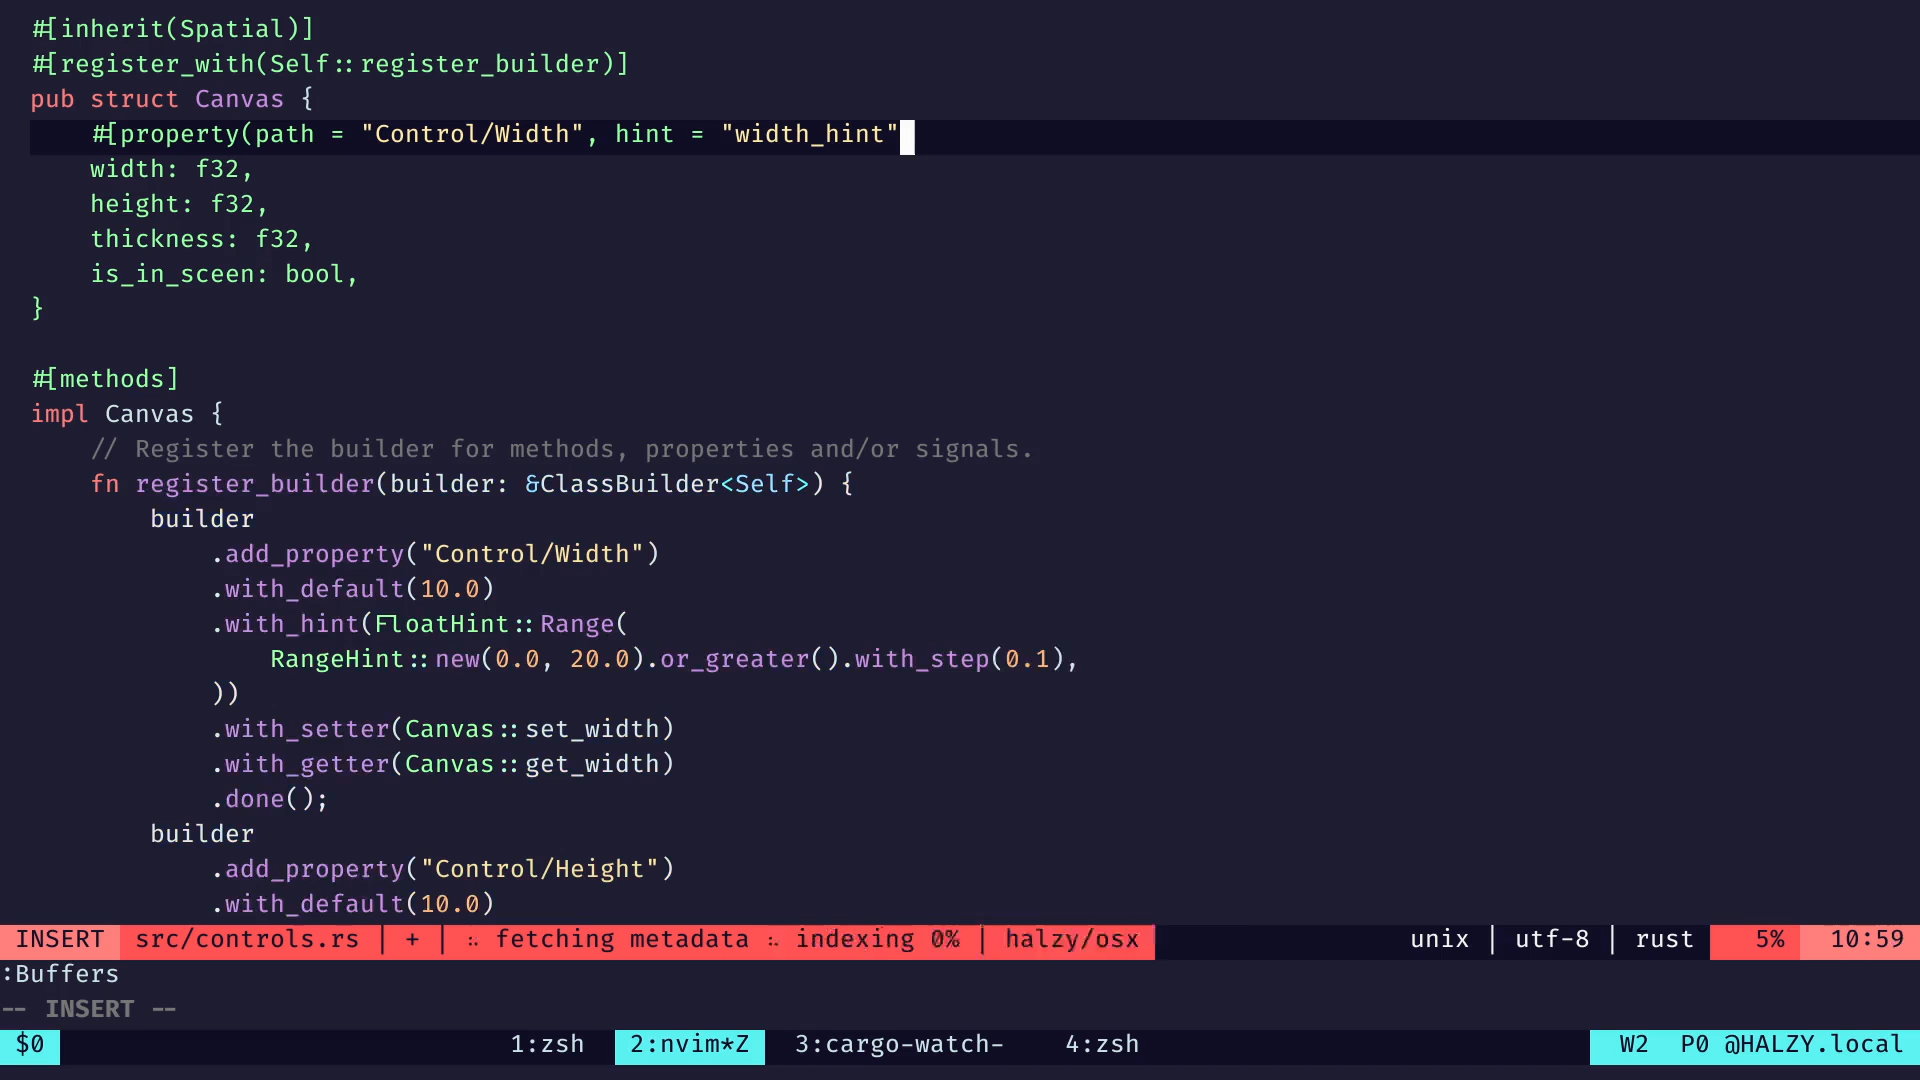 #[inherit(Spatial)]
#[register_with(Self::register_builder)]
pub struct Canvas {
    #[property(path = "Control/Width", hint = "width_hint"
    width: f32,
    height: f32,
    thickness: f32,
    is_in_sceen: bool,
}

#[methods]
impl Canvas {
    // Register the builder for methods, properties and/or signals.
    fn register_builder(builder: &ClassBuilder<Self>) {
        builder
            .add_property("Control/Width")
            .with_default(10.0)
            .with_hint(FloatHint::Range(
                RangeHint::new(0.0, 20.0).or_greater().with_step(0.1),
            ))
            .with_setter(Canvas::set_width)
            .with_getter(Canvas::get_width)
            .done();
        builder
            .add_property("Control/Height")
            .with_default(10.0)
INSERT src/controls.rs | + | fetching metadata indexing 0% | halzy/osx unix | utf-8 | rust 5% 10:59
:Buffers
-- INSERT --
$0 1:zsh 2:nvim*Z 3:cargo-watch- 4:zsh W2 P0 @HALZY.local